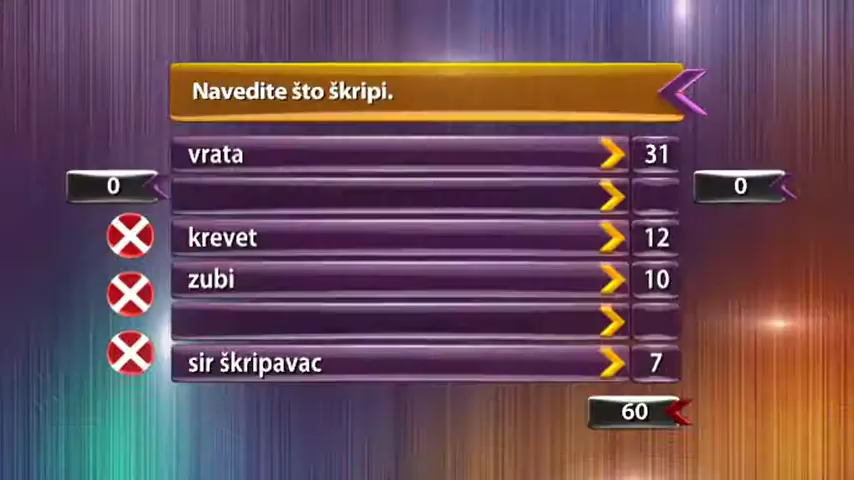 Navedite što škripi.
vrata 31
0 0
krevet 12
zubi 10
sir škripavac 7
60